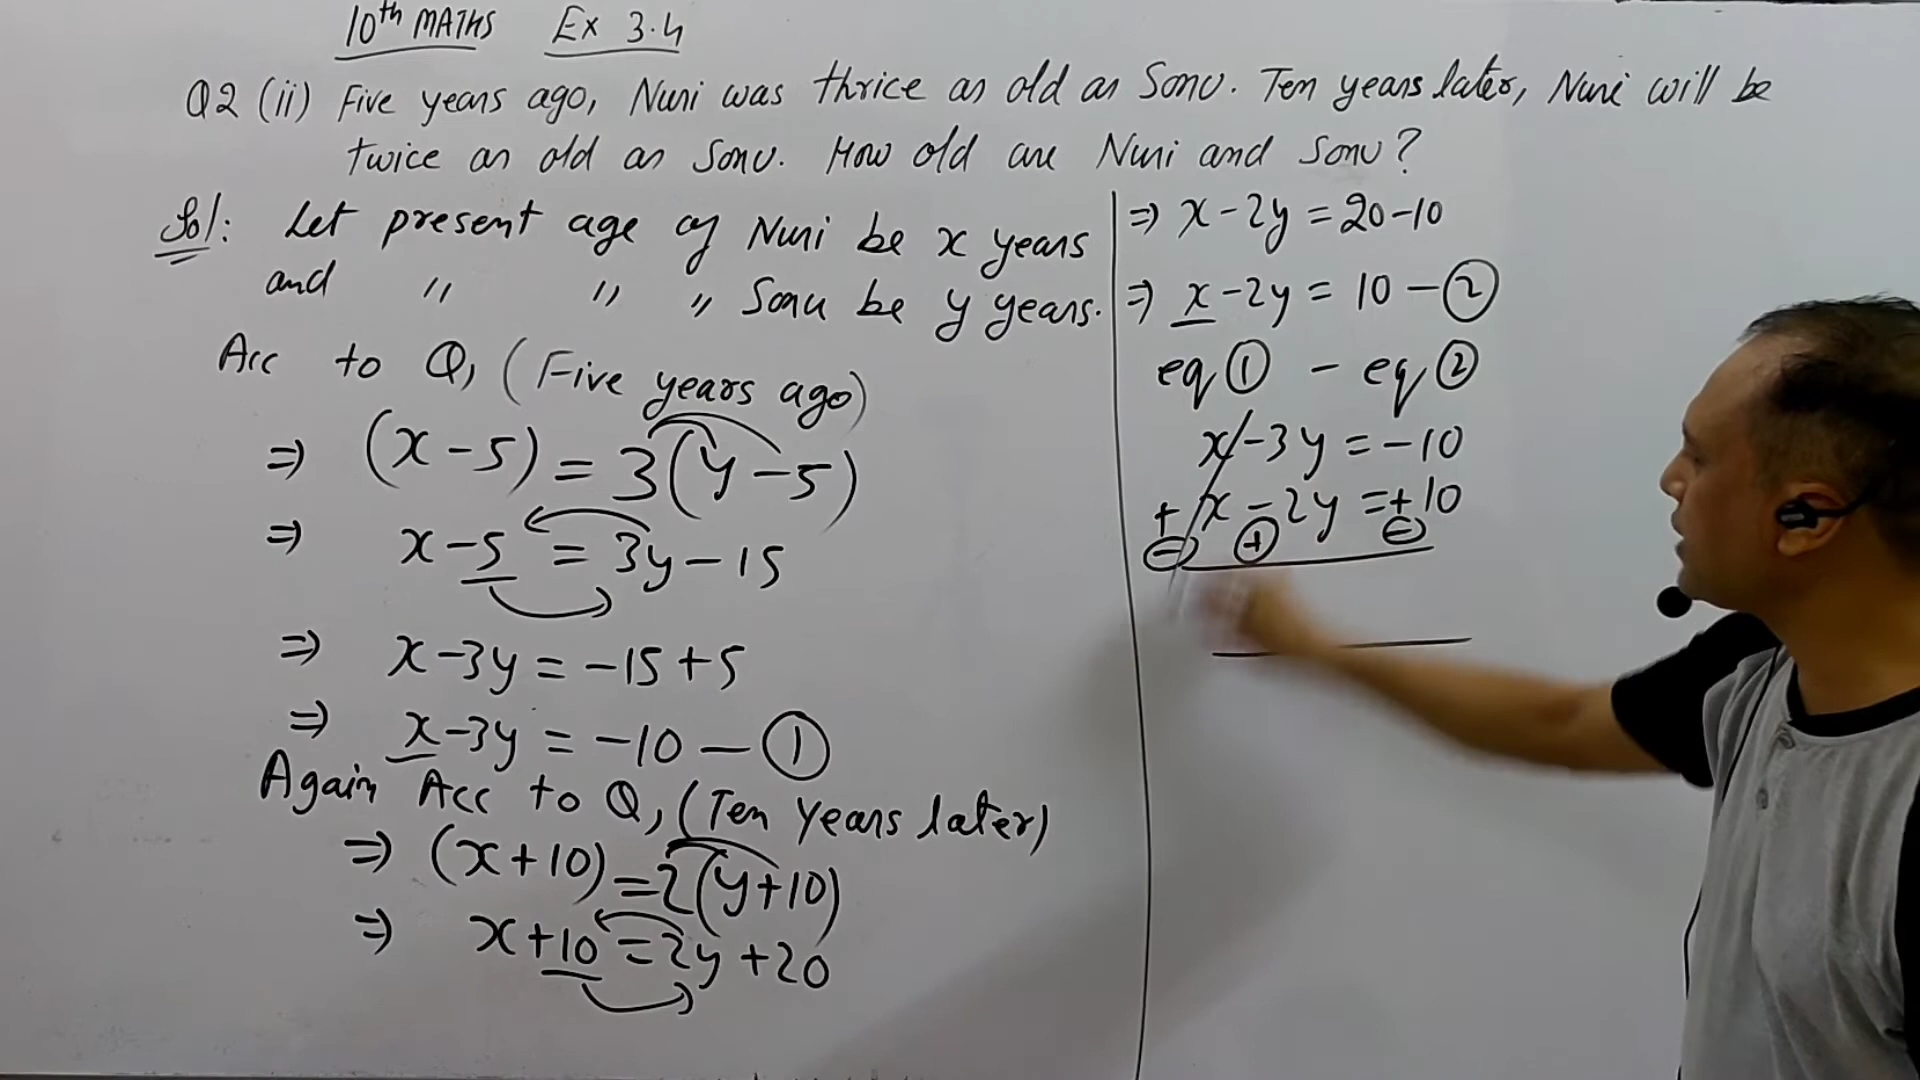 10th MATHS Ex 3.4
Q2 (ii) Five years ago, Nuri was thrice as old as Sonu. Ten years later, Nuri will be
twice as old as Sonu. How old are Nuri and Sonu?
Sol: Let present age of Nuri be x years
and " " " Sonu be y years.
Acc to Q, (Five years ago)
⇒ (x-5) = 3(y-5)
⇒ x-5 = 3y-15
⇒ x-3y = -15+5
⇒ x-3y = -10 — ①
Again Acc to Q, (Ten years later)
⇒ (x+10) = 2(y+10)
⇒ x+10 = 2y+20
⇒ x-2y = 20-10
⇒ x-2y = 10 — ②
eq ① - eq ②
x-3y = -10
+x-2y = +10
⊖ ⊕ ⊖